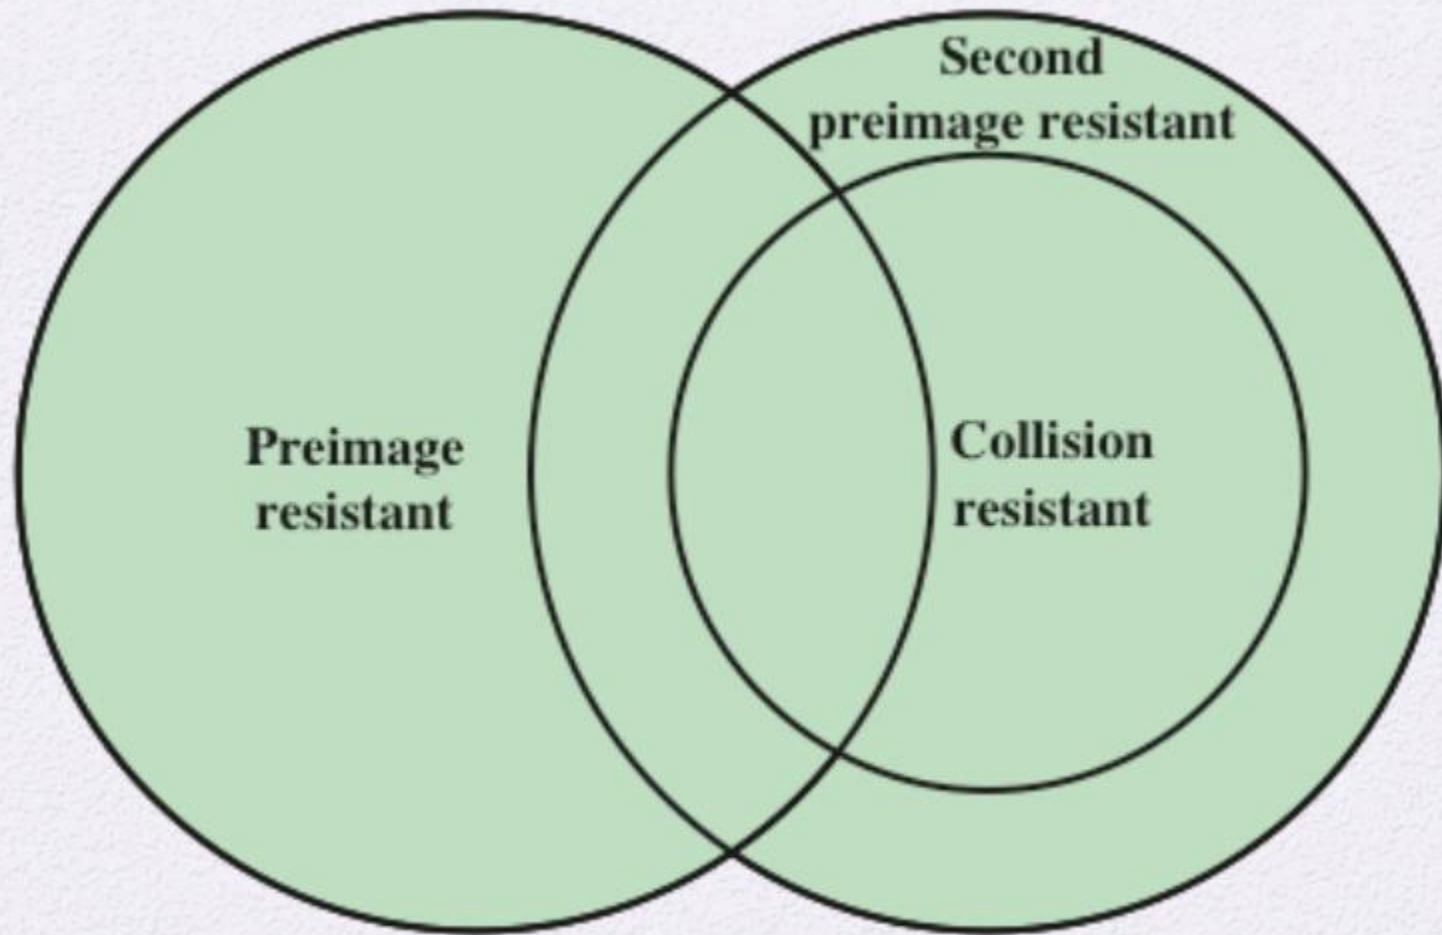 Second
preimage resistant
Preimage
resistant
Collision
resistant